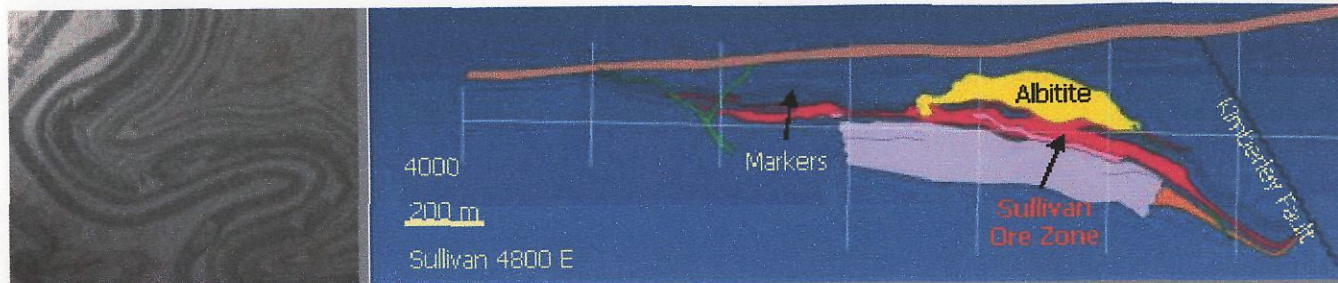 Albitite
Kimberley Fault
4000
Markers
200 m
Sullivan
Ore Zone
Sullivan 4800 E